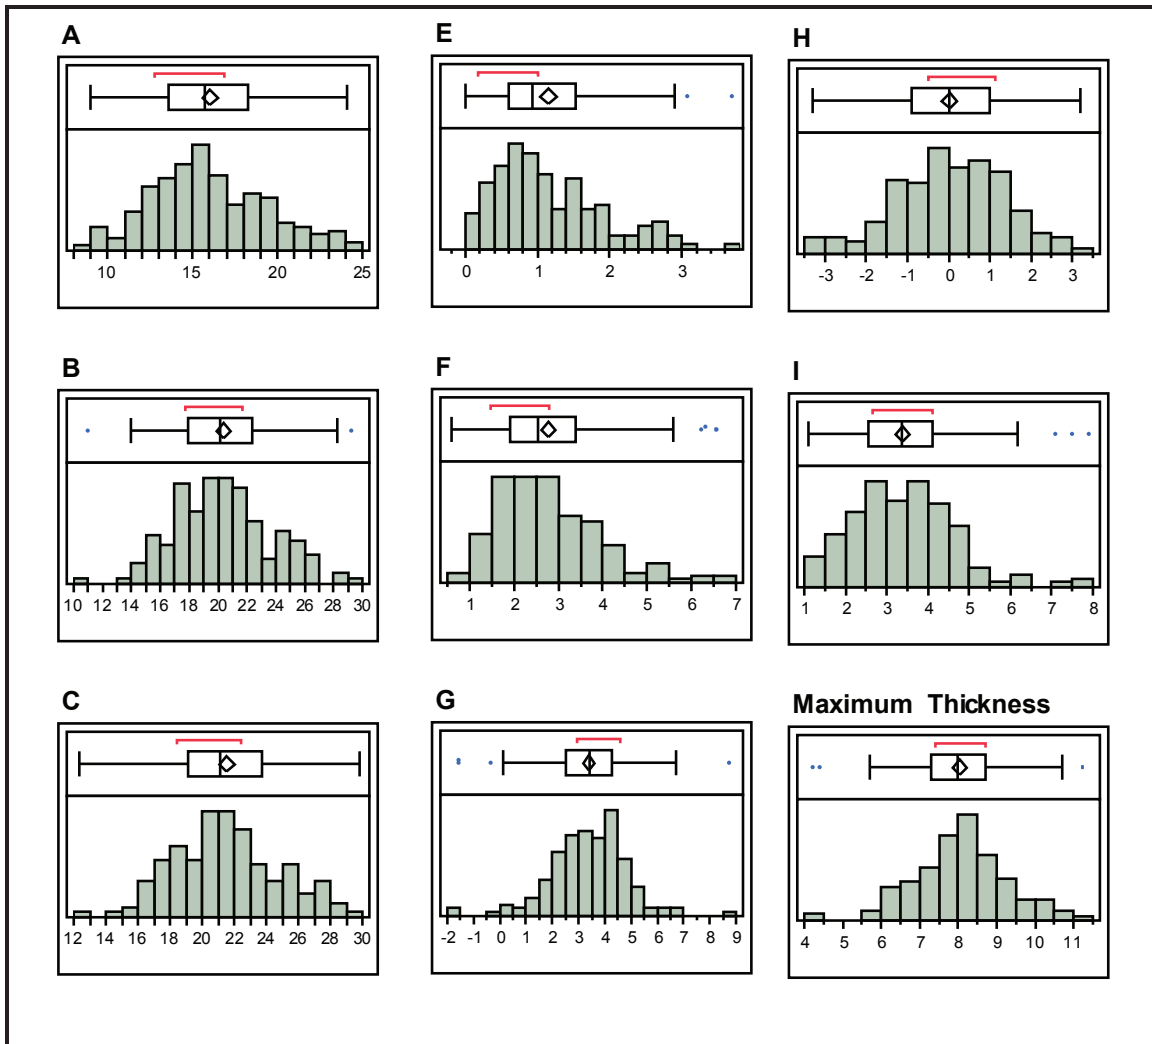 A
E
H
10 15 20 25
0 1 2 3
-3 -2 -1 0 1 2 3
B
F
I
10 12 14 16 18 20 22 24 26 28 30
1 2 3 4 5 6 7
1 2 3 4 5 6 7 8
C
G
Maximum Thickness
12 14 16 18 20 22 24 26 28 30
-2 -1 0 1 2 3 4 5 6 7 8 9
4 5 6 7 8 9 10 11